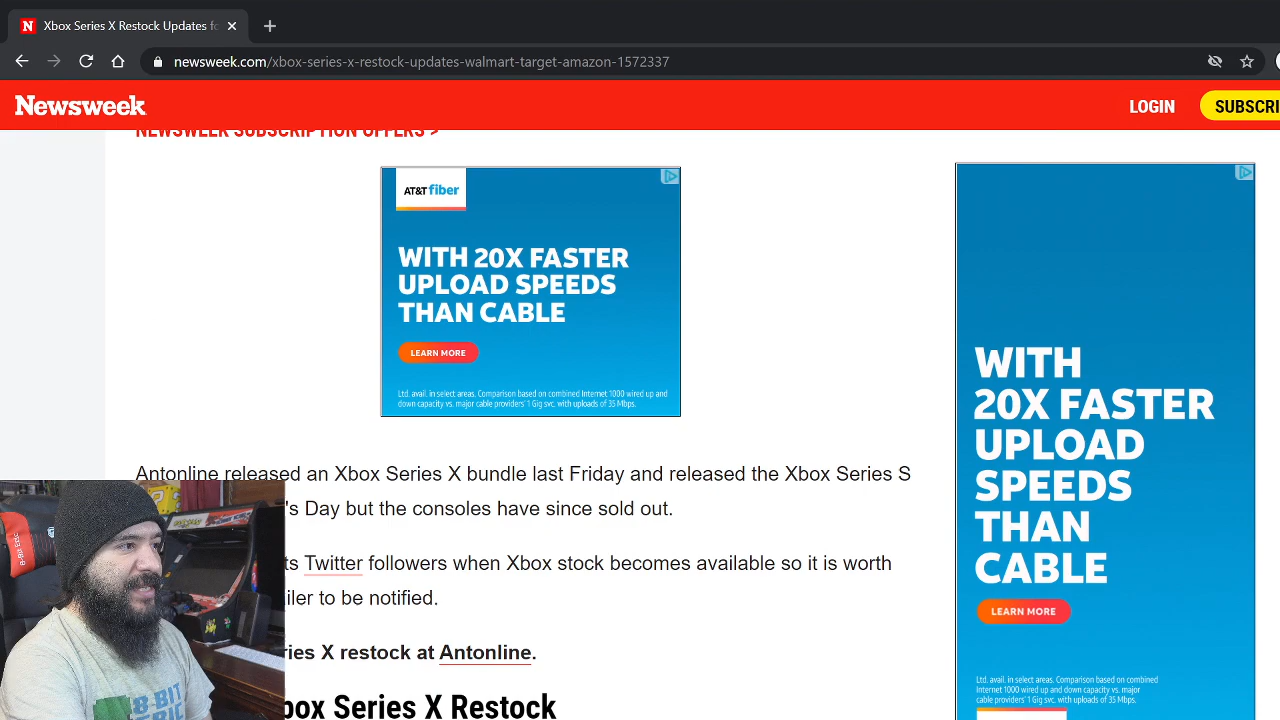 N Xbox Series X Restock Updates fo
newsweek.com/xbox-series-x-restock-updates-walmart-target-amazon-1572337
Newsweek
LOGIN
SUBSCRI
NEWSWEEK SUBSCRIPTION OFFERS >
AT&T fiber
WITH 20X FASTER
UPLOAD SPEEDS
THAN CABLE
LEARN MORE
Ltd. avail. in select areas. Comparison based on combined Internet 1000 wired up and
down capacity vs. major cable providers' 1 Gig svc. with uploads of 35 Mbps.
WITH
20X FASTER
UPLOAD
SPEEDS
THAN
CABLE
LEARN MORE
Ltd. avail. in select areas. Comparison based on combined
Internet 1000 wired up and down capacity vs. major
cable providers' 1 Gig svc. with uploads of 35 Mbps.
Antonline released an Xbox Series X bundle last Friday and released the Xbox Series S
's Day but the consoles have since sold out.
ts Twitter followers when Xbox stock becomes available so it is worth
iler to be notified.
ies X restock at Antonline.
box Series X Restock
8-BIT